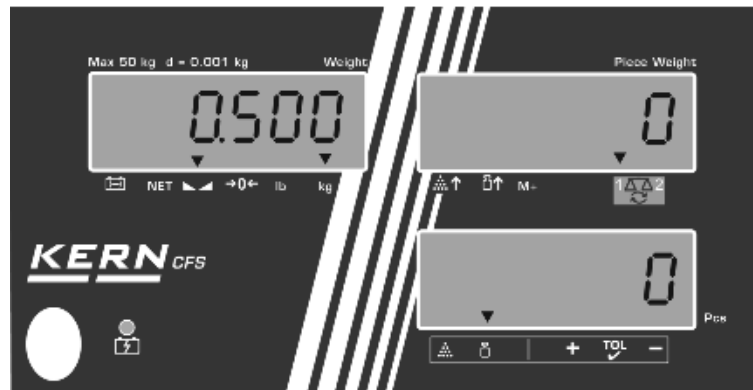 Max 50 kg d = 0.001 kg Weight
Piece Weight
0.500
0
NET →0← lb kg
M+
1 2
KERN CFS
0
Pcs
+ TOL −